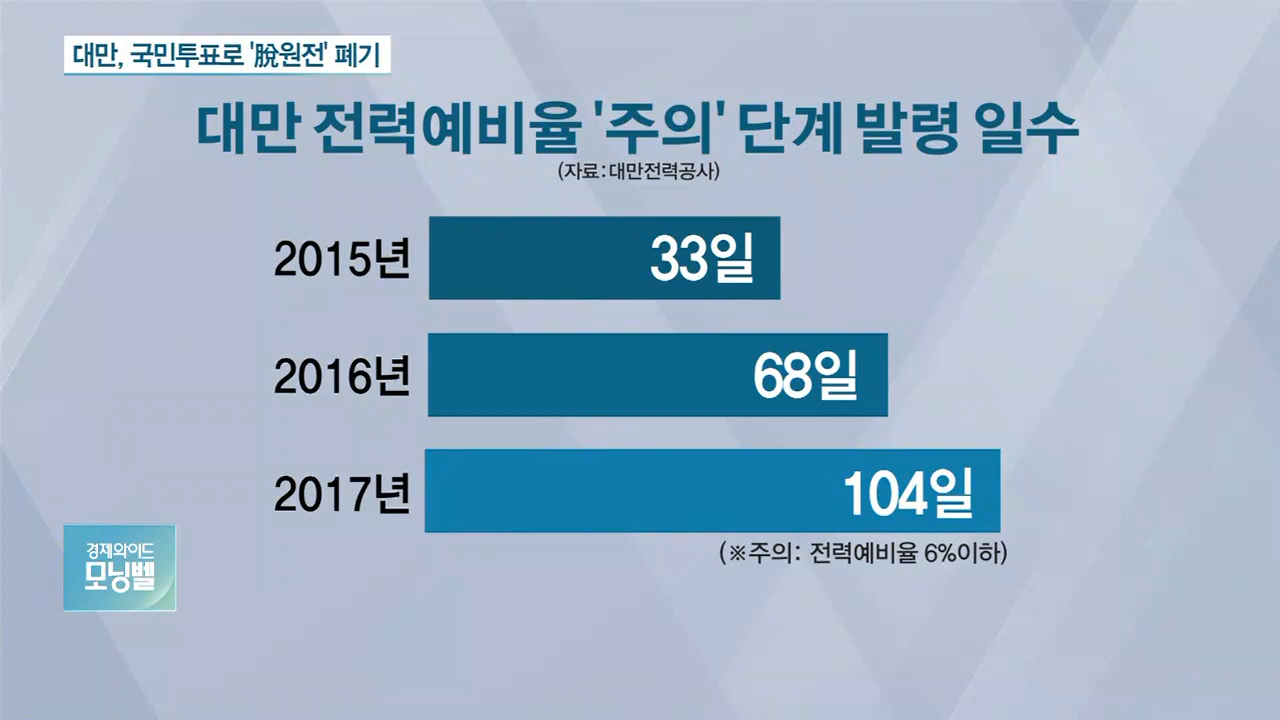 대만, 국민투표로 '脫원전' 폐기
대만 전력예비율 '주의' 단계 발령 일수
(자료:대만전력공사)
2015년 33일
2016년 68일
2017년 104일
(※주의: 전력예비율 6%이하)
경제와이드
모닝벨